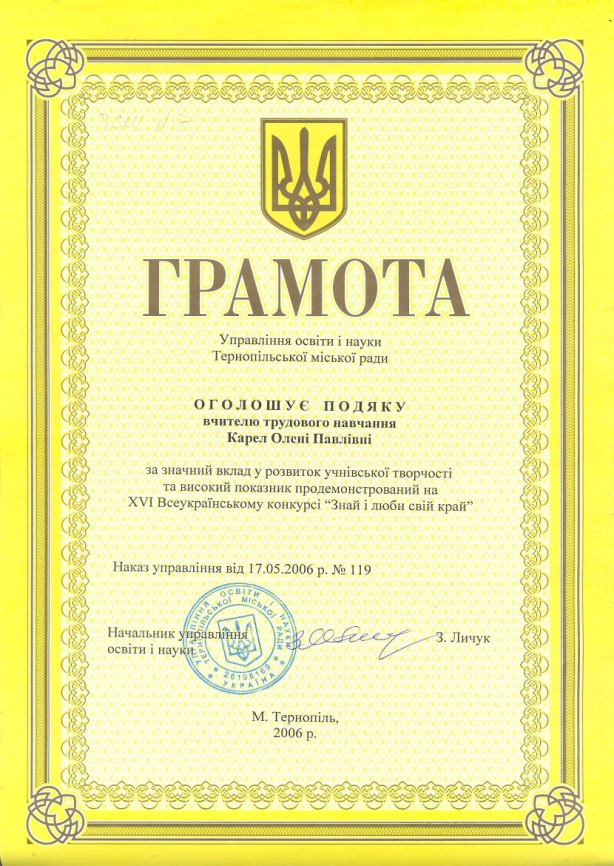 ГРАМОТА
Управління освіти і науки
Тернопільської міської ради
ОГОЛОШУЄ ПОДЯКУ
вчителю трудового навчання
Карел Олені Павлівні
за значний вклад у розвиток учнівської творчості
та високий показник продемонстрований на
XVI Всеукраїнському конкурсі “Знай і люби свій край”
Наказ управління від 17.05.2006 р. № 119
УПРАВЛІННЯ ОСВІТИ І НАУКИ
ТЕРНОПІЛЬСЬКОЇ МІСЬКОЇ РАДИ
* 26198169 *
* УКРАЇНА *
Начальник управління
освіти і науки
З. Личук
М. Тернопіль,
2006 р.